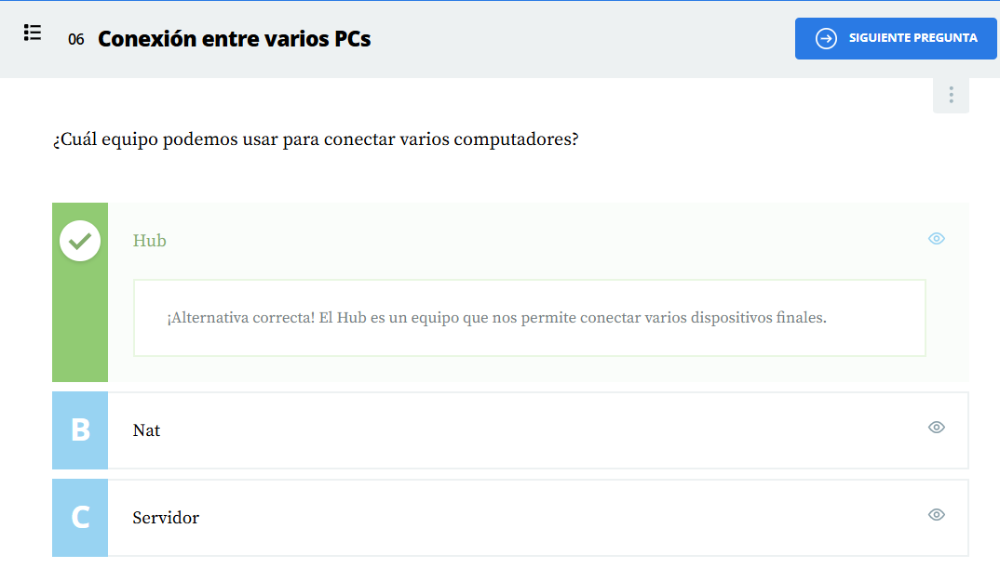 06 Conexión entre varios PCs
SIGUIENTE PREGUNTA
¿Cuál equipo podemos usar para conectar varios computadores?
Hub
¡Alternativa correcta! El Hub es un equipo que nos permite conectar varios dispositivos finales.
B
Nat
C
Servidor